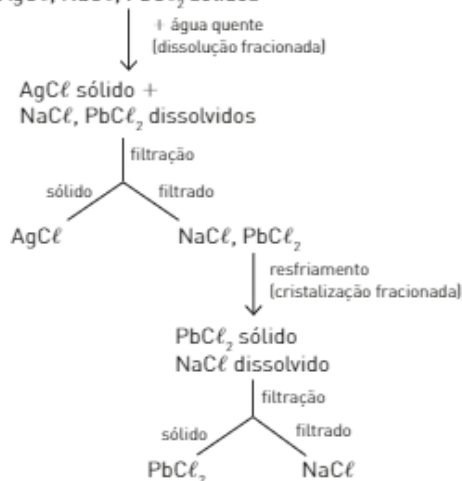 + água quente
(dissolução fracionada)
AgCℓ sólido +
NaCℓ, PbCℓ₂ dissolvidos
filtração
sólido filtrado
AgCℓ NaCℓ, PbCℓ₂
resfriamento
(cristalização fracionada)
PbCℓ₂ sólido
NaCℓ dissolvido
filtração
sólido filtrado
PbCℓ₂ NaCℓ